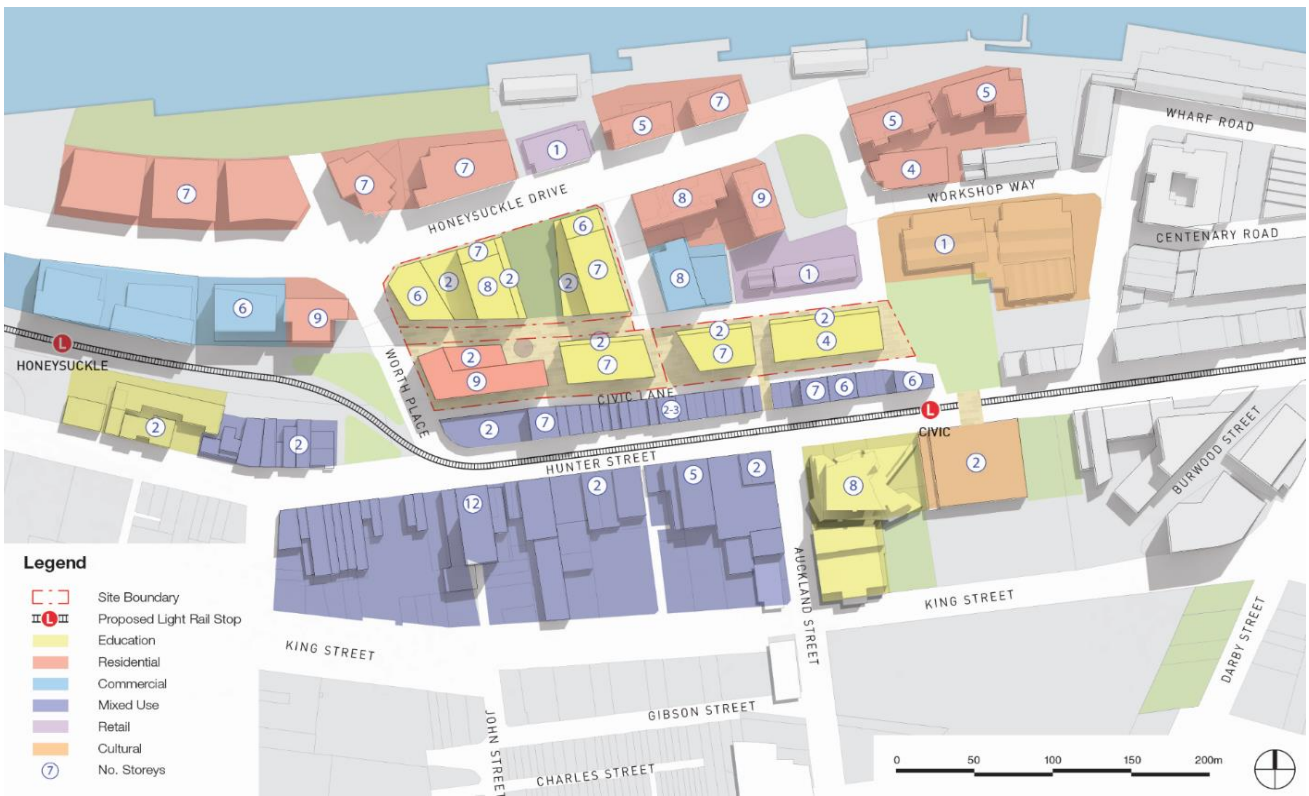 5
7
5
5
7
7
7
1
4
WHARF ROAD
HONEYSUCKLE DRIVE
WORKSHOP WAY
8
9
CENTENARY ROAD
6
7
2
2
8
6
2
7
8
1
1
6
9
L
HONEYSUCKLE
WORTH PLACE
2
9
2
7
2
7
2
4
CIVIC LANE
2
7
2-3
7
6
6
L
CIVIC
2
2
HUNTER STREET
12
2
5
2
8
2
BURWOOD STREET
AUCKLAND STREET
KING STREET
DARBY STREET
KING STREET
JOHN STREET
GIBSON STREET
CHARLES STREET
Legend
Site Boundary
L Proposed Light Rail Stop
Education
Residential
Commercial
Mixed Use
Retail
Cultural
7 No. Storeys
0 50 100 150 200m